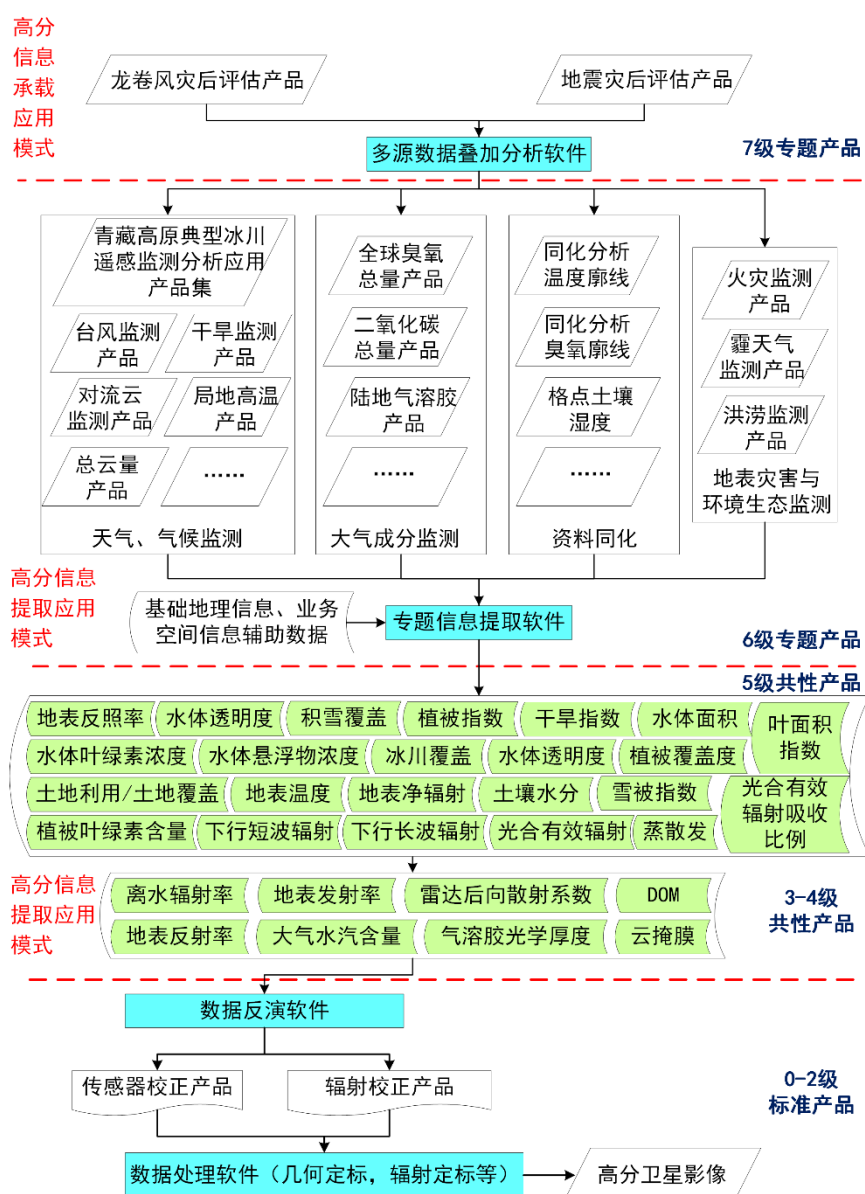 高分
信息
承载
应用
模式
龙卷风灾后评估产品
地震灾后评估产品
多源数据叠加分析软件
7级专题产品
青藏高原典型冰川
遥感监测分析应用
产品集
台风监测
产品
干旱监测
产品
对流云
监测产品
局地高温
产品
总云量
产品
……
天气、气候监测
全球臭氧
总量产品
二氧化碳
总量产品
陆地气溶胶
产品
……
大气成分监测
同化分析
温度廓线
同化分析
臭氧廓线
格点土壤
湿度
……
资料同化
火灾监测
产品
霾天气
监测产品
洪涝监测
产品
地表灾害与
环境生态监测
高分信息
提取应用
模式
基础地理信息、业务
空间信息辅助数据
专题信息提取软件
6级专题产品
5级共性产品
地表反照率
水体透明度
积雪覆盖
植被指数
干旱指数
水体面积
叶面积
指数
水体叶绿素浓度
水体悬浮物浓度
冰川覆盖
水体透明度
植被覆盖度
土地利用/土地覆盖
地表温度
地表净辐射
土壤水分
雪被指数
光合有效
辐射吸收
比例
植被叶绿素含量
下行短波辐射
下行长波辐射
光合有效辐射
蒸散发
高分信息
提取应用
模式
离水辐射率
地表发射率
雷达后向散射系数
DOM
地表反射率
大气水汽含量
气溶胶光学厚度
云掩膜
3-4级
共性产品
数据反演软件
传感器校正产品
辐射校正产品
0-2级
标准产品
数据处理软件（几何定标，辐射定标等）
高分卫星影像